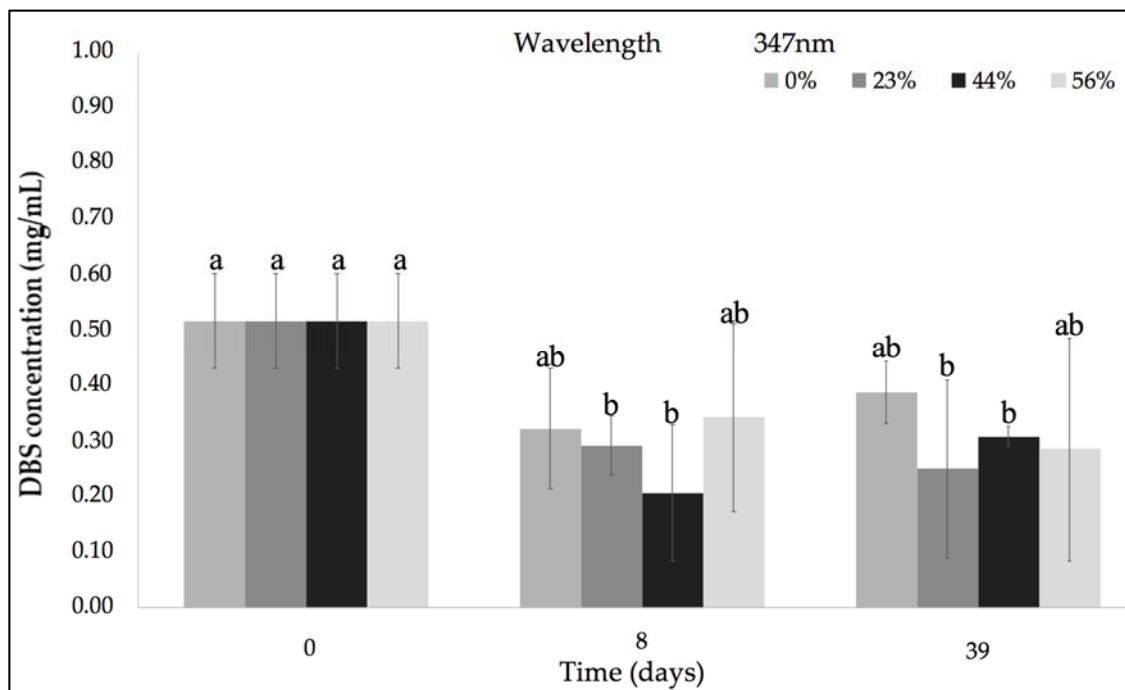 Wavelength 347nm
0% 23% 44% 56%
DBS concentration (mg/mL)
1.00
0.90
0.80
0.70
0.60
0.50
0.40
0.30
0.20
0.10
0.00
a a a a
ab b b ab
ab b b ab
0 8 39
Time (days)